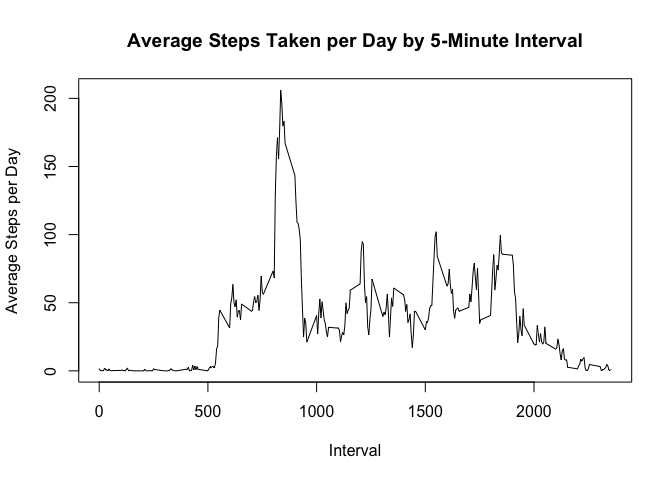 Average Steps Taken per Day by 5-Minute Interval
Average Steps per Day
200
150
100
50
0
0 500 1000 1500 2000
Interval